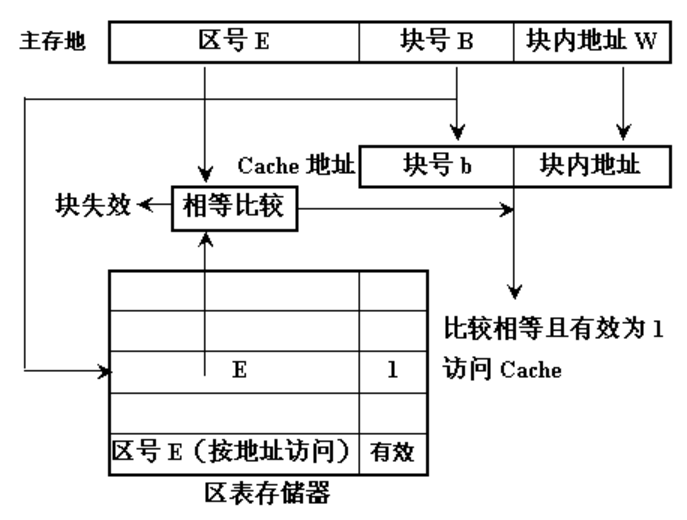 主存地 区号 E 块号 B 块内地址 W
Cache 地址 块号 b 块内地址
块失效 相等比较
比较相等且有效为 1
访问 Cache
E 1
区号 E（按地址访问） 有效
区表存储器